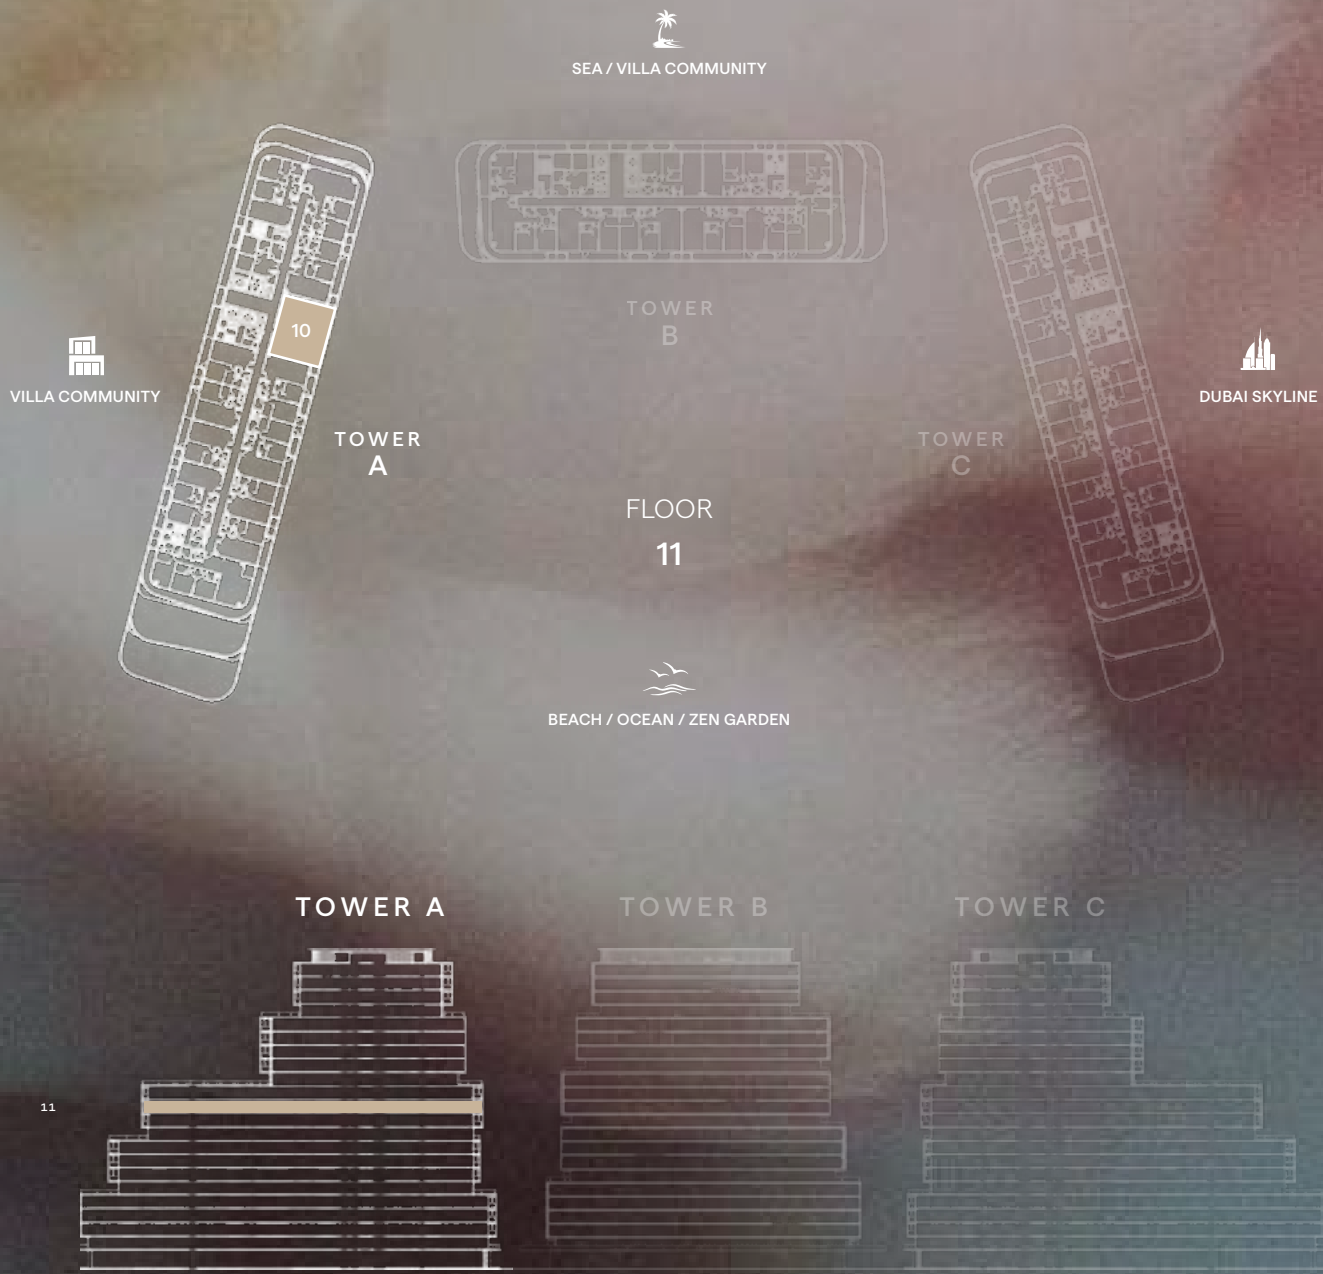 SEA / VILLA COMMUNITY
10
TOWER
B
VILLA COMMUNITY
DUBAI SKYLINE
TOWER
A
TOWER
C
FLOOR
11
BEACH / OCEAN / ZEN GARDEN
TOWER A
TOWER B
TOWER C
11